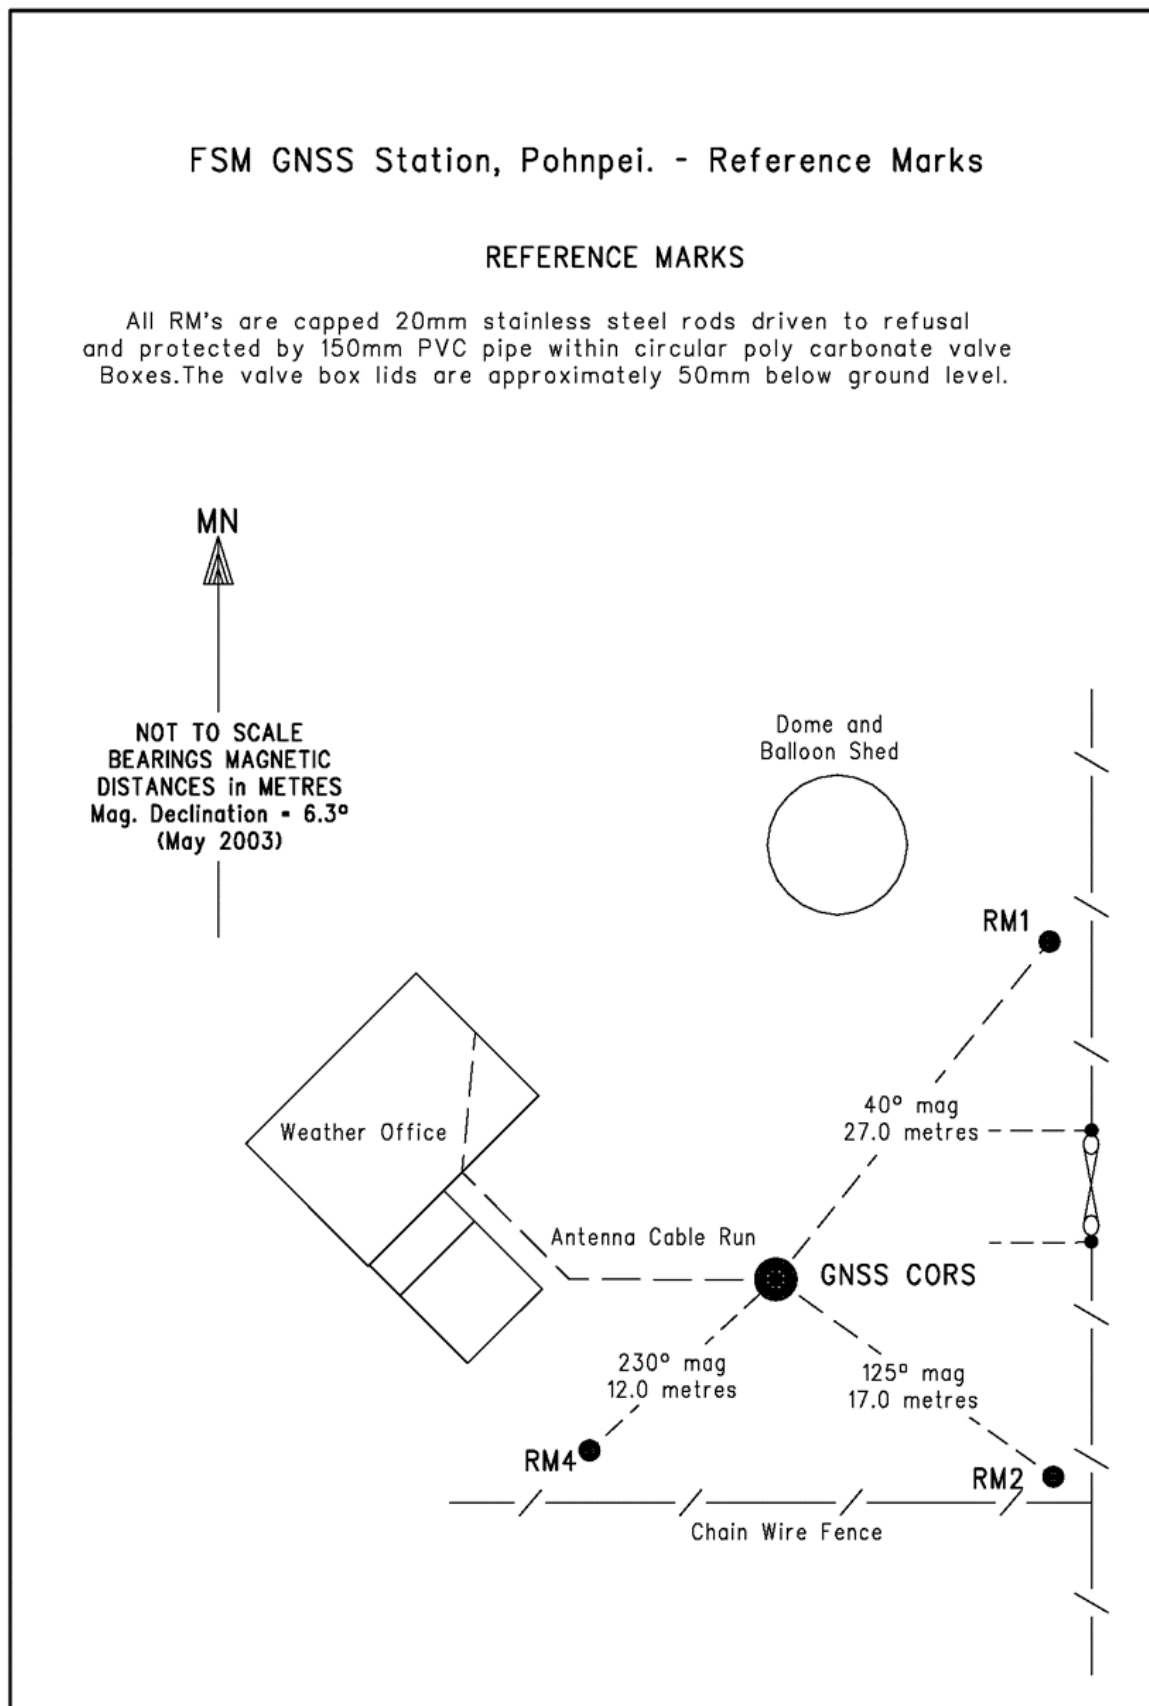 FSM GNSS Station, Pohnpei. - Reference Marks
REFERENCE MARKS
All RM's are capped 20mm stainless steel rods driven to refusal
and protected by 150mm PVC pipe within circular poly carbonate valve
Boxes.The valve box lids are approximately 50mm below ground level.
MN
NOT TO SCALE
BEARINGS MAGNETIC
DISTANCES in METRES
Mag. Declination = 6.3º
(May 2003)
Dome and
Balloon Shed
RM1
40º mag
27.0 metres
Weather Office
Antenna Cable Run
GNSS CORS
230º mag
12.0 metres
125º mag
17.0 metres
RM4
RM2
Chain Wire Fence